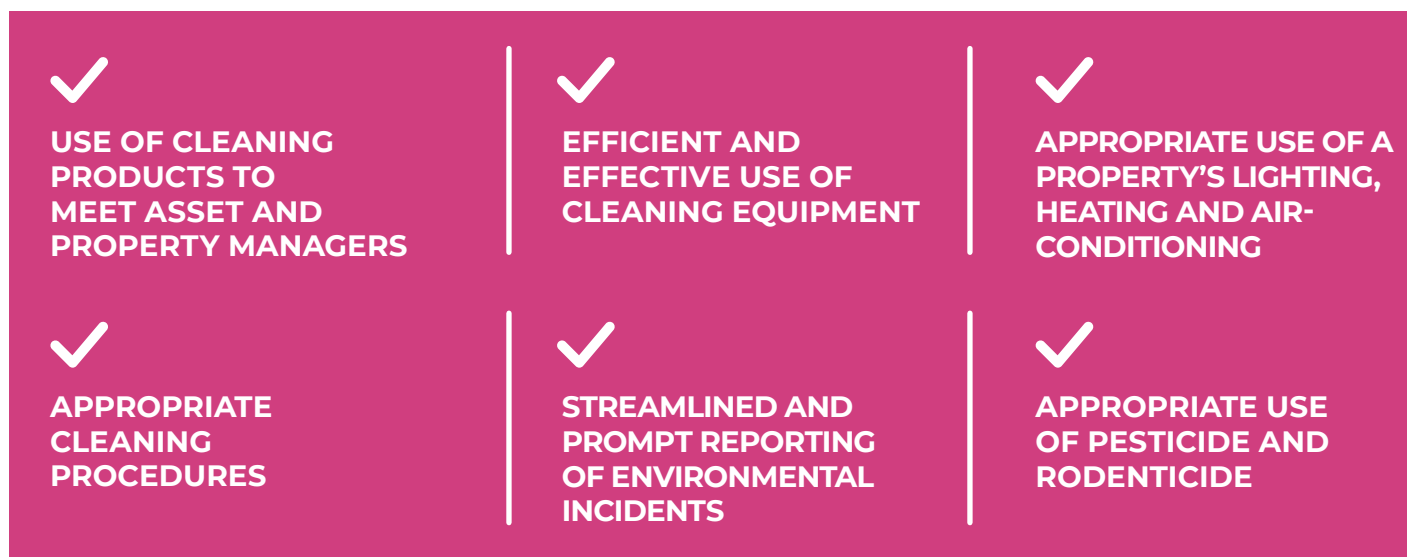 USE OF CLEANING
PRODUCTS TO
MEET ASSET AND
PROPERTY MANAGERS
EFFICIENT AND
EFFECTIVE USE OF
CLEANING EQUIPMENT
APPROPRIATE USE OF A
PROPERTY’S LIGHTING,
HEATING AND AIR-
CONDITIONING
APPROPRIATE
CLEANING
PROCEDURES
STREAMLINED AND
PROMPT REPORTING
OF ENVIRONMENTAL
INCIDENTS
APPROPRIATE USE
OF PESTICIDE AND
RODENTICIDE